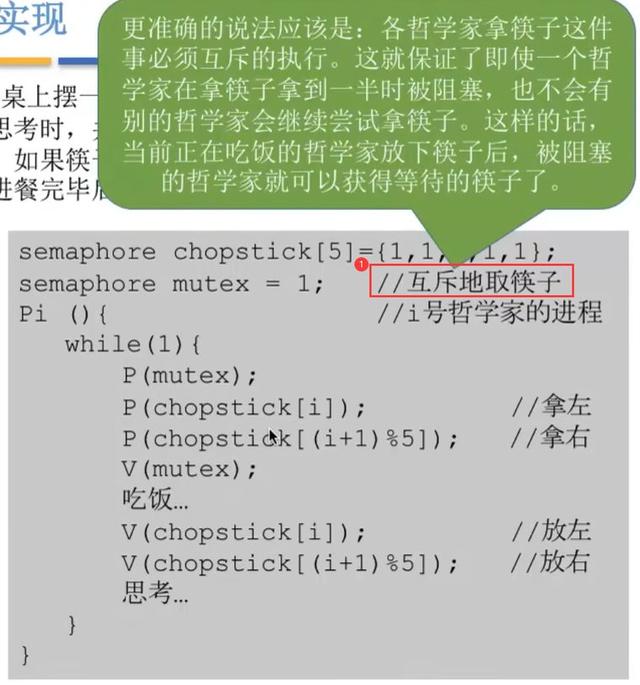 实现
更准确的说法应该是：各哲学家拿筷子这件
事必须互斥的执行。这就保证了即使一个哲
学家在拿筷子拿到一半时被阻塞，也不会有
别的哲学家会继续尝试拿筷子。这样的话，
当前正在吃饭的哲学家放下筷子后，被阻塞
的哲学家就可以获得等待的筷子了。
桌上摆一
思考时，
如果筷
进餐完毕
semaphore chopstick[5]={1,1,1,1,1};
1
semaphore mutex = 1; //互斥地取筷子
Pi (){ //i号哲学家的进程
while(1){
P(mutex);
P(chopstick[i]); //拿左
P(chopstick[(i+1)%5]); //拿右
V(mutex);
吃饭…
V(chopstick[i]); //放左
V(chopstick[(i+1)%5]); //放右
思考…
}
}